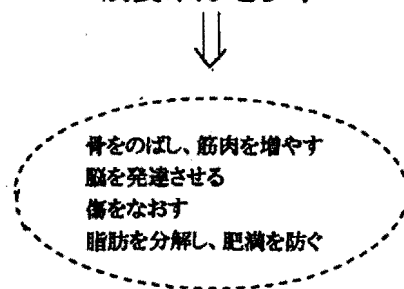 骨をのばし、筋肉を増やす
脳を発達させる
傷をなおす
脂肪を分解し、肥満を防ぐ